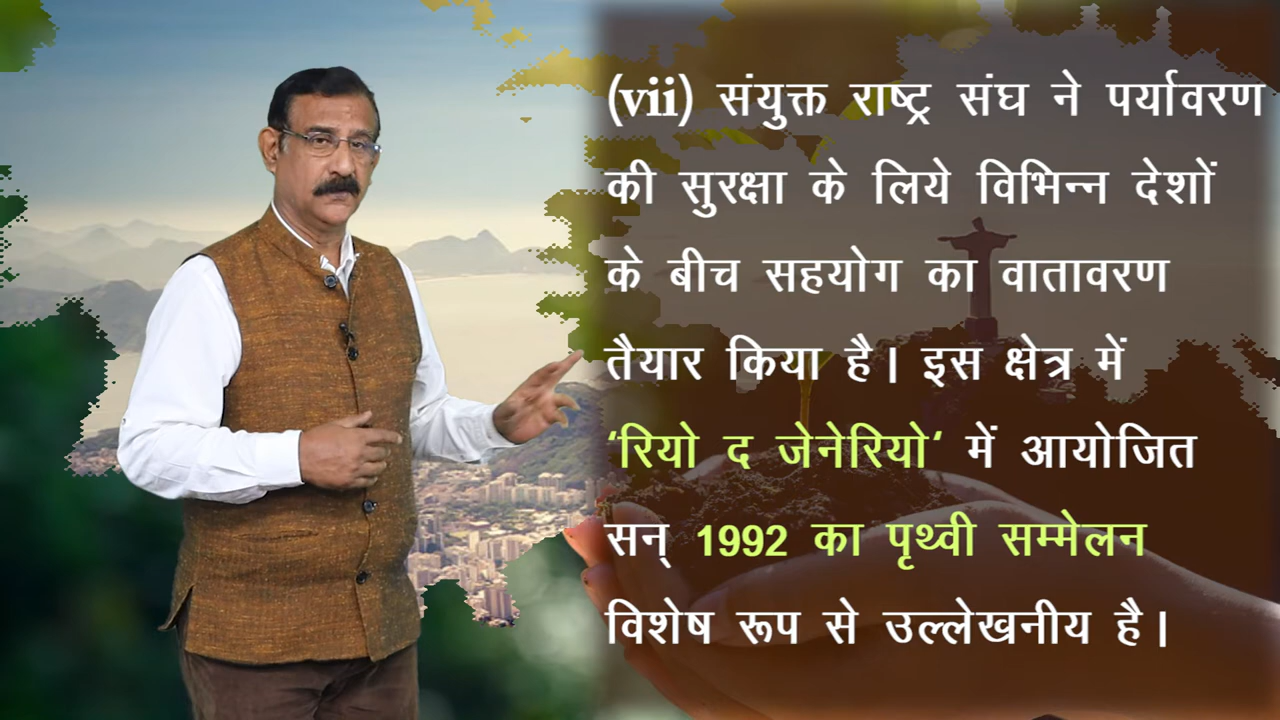 (vii) संयुक्त राष्ट्र संघ ने पर्यावरण
की सुरक्षा के लिये विभिन्न देशों
के बीच सहयोग का वातावरण
तैयार किया है। इस क्षेत्र में
‘रियो द जेनेरियो‘ में आयोजित
सन् 1992 का पृथ्वी सम्मेलन
विशेष रूप से उल्लेखनीय है।